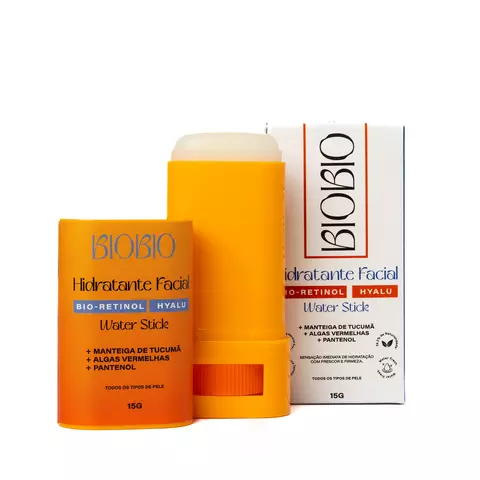 BIOBIO
Hidratante Facial
BIO-RETINOL HYALU
Water Stick
+ MANTEIGA DE TUCUMÃ
+ ALGAS VERMELHAS
+ PANTENOL
TODOS OS TIPOS DE PELE
15G
BIOBIO
Hidratante Facial
BIO-RETINOL HYALU
Water Stick
+ MANTEIGA DE TUCUMÃ
+ ALGAS VERMELHAS
+ PANTENOL
SENSAÇÃO IMEDIATA DE HIDRATAÇÃO
COM FRESCOR E FIRMEZA.
TODOS OS TIPOS DE PELE
15G